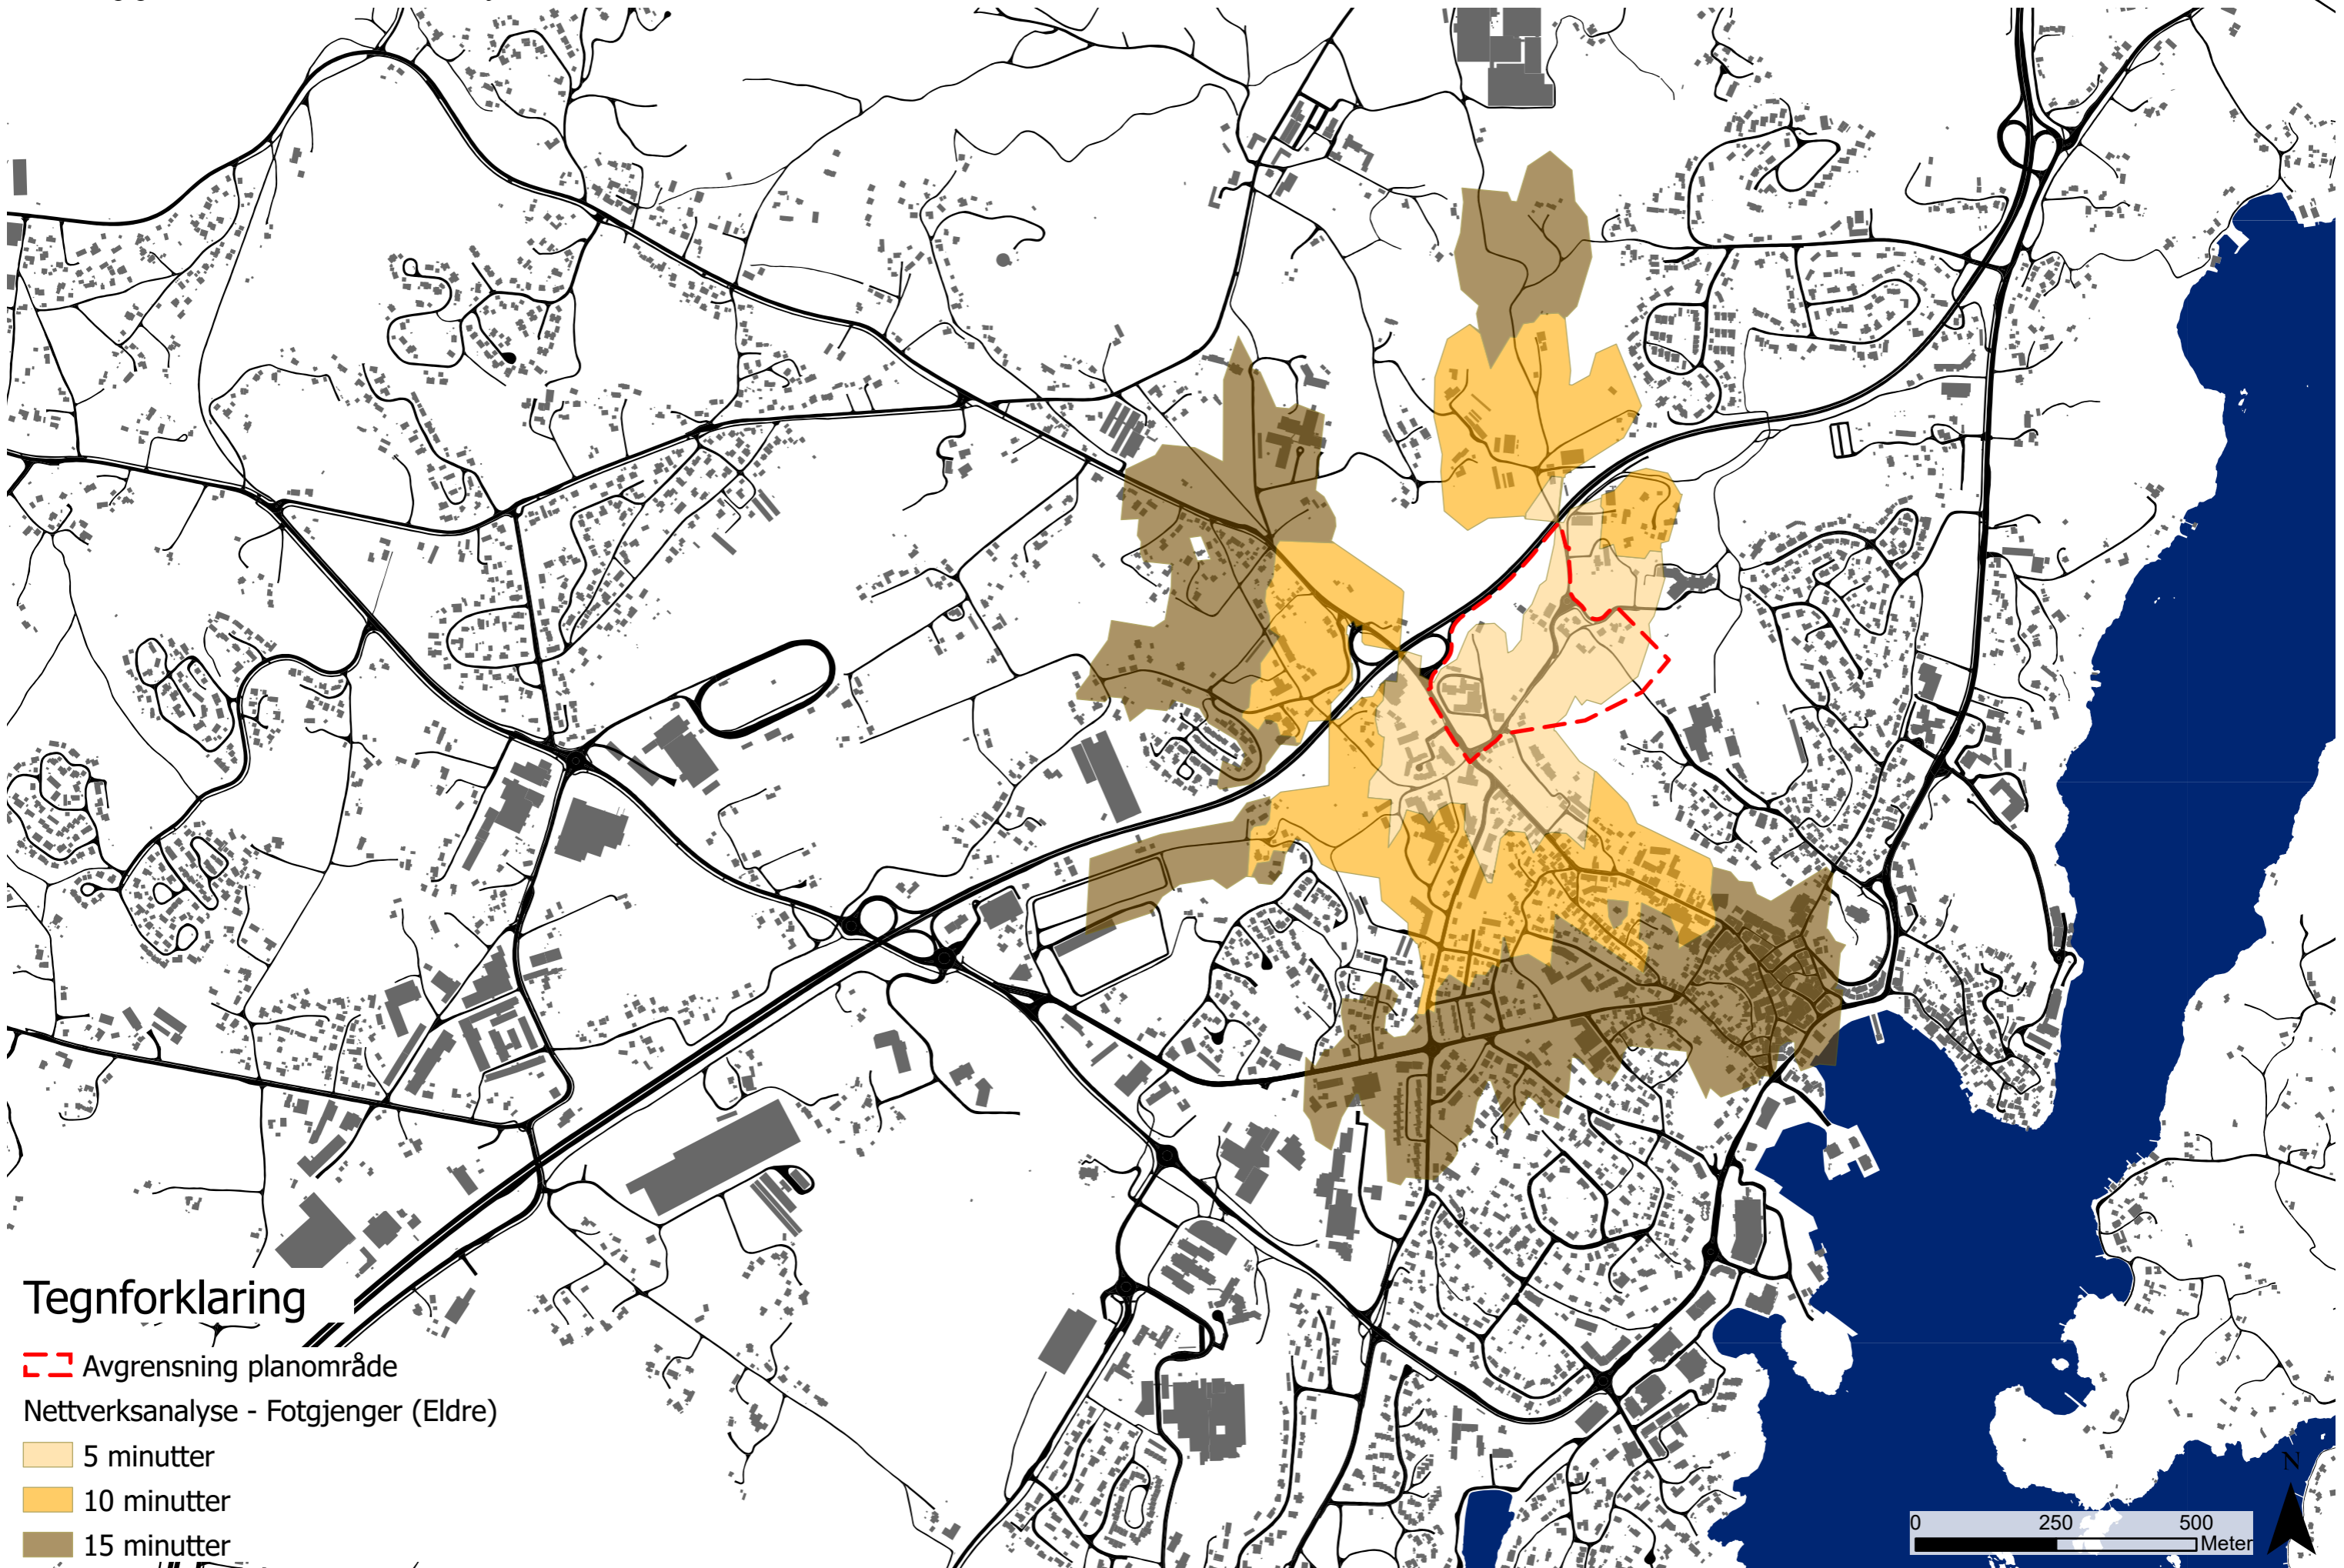 Tegnforklaring
Avgrensning planområde
Nettverksanalyse - Fotgjenger (Eldre)
5 minutter
10 minutter
15 minutter
N
0 250 500
Meter